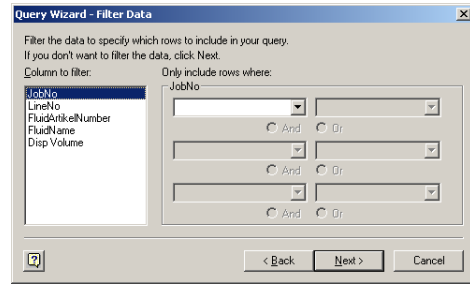 Query Wizard - Filter Data
Filter the data to specify which rows to include in your query.
If you don't want to filter the data, click Next.
Column to filter:
Only include rows where:
JobNo
LineNo
FluidArtikelNumber
FluidName
Disp Volume
JobNo
And Or
And Or
And Or
< Back Next > Cancel